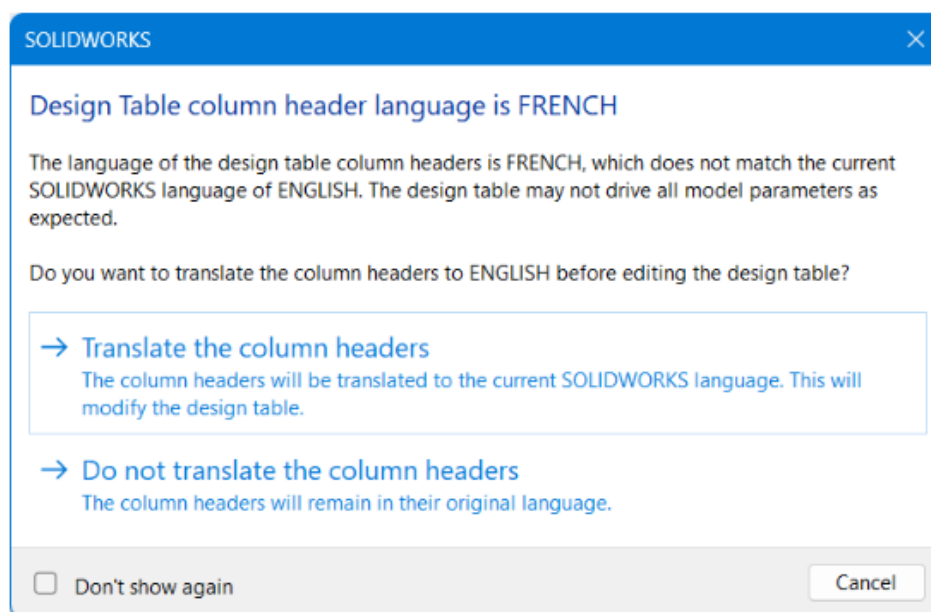 SOLIDWORKS
Design Table column header language is FRENCH
The language of the design table column headers is FRENCH, which does not match the current
SOLIDWORKS language of ENGLISH. The design table may not drive all model parameters as
expected.
Do you want to translate the column headers to ENGLISH before editing the design table?
Translate the column headers
The column headers will be translated to the current SOLIDWORKS language. This will
modify the design table.
Do not translate the column headers
The column headers will remain in their original language.
Don't show again
Cancel